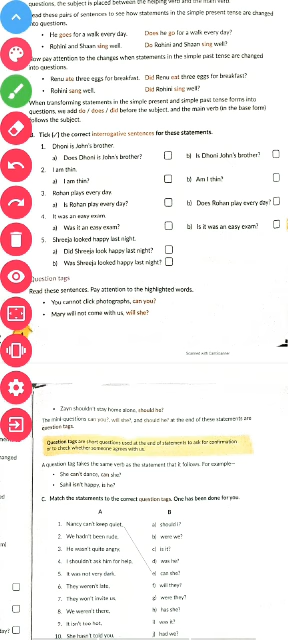 questions, the subject is placed between the helping verb and the main verb.
ead these pairs of sentences to see how statements in the simple present tense are changed
nto questions.
• He goes for a walk every day. Does he go for a walk every day?
• Rohini and Shaan sing well. Do Rohini and Shaan sing well?
ow pay attention to the changes when statements in the simple past tense are changed
into questions.
• Renu ate three eggs for breakfast. Did Renu eat three eggs for breakfast?
• Rohini sang well. Did Rohini sing well?
When transforming statements in the simple present and simple past tense forms into
questions, we add do / does / did before the subject, and the main verb (in the base form)
follows the subject.
B. Tick (✓) the correct interrogative sentences for these statements.
1. Dhoni is John's brother.
a) Does Dhoni is John's brother? b) Is Dhoni John's brother?
2. I am thin.
a) I am thin? b) Am I thin?
3. Rohan plays every day.
a) Is Rohan play every day? b) Does Rohan play every day?
4. It was an easy exam.
a) Was it an easy exam? b) Is it was an easy exam?
5. Shreeja looked happy last night.
a) Did Shreeja look happy last night?
b) Was Shreeja looked happy last night?
Question tags
Read these sentences. Pay attention to the highlighted words.
• You cannot click photographs, can you?
• Mary will not come with us, will she?
Scanned with CamScanner
• Zayn shouldn't stay home alone, should he?
The mini-questions can you?, will she?, and should he? at the end of these statements are
question tags.
Question tags are short questions used at the end of statements to ask for confirmation
or to check whether someone agrees with us.
anged
A question tag takes the same verb as the statement that it follows. For example—
• She can't dance, can she?
• Sahil isn't happy, is he?
C. Match the statements to the correct question tags. One has been done for you.
A B
1. Nancy can't keep quiet, a) should I?
2. We hadn't been rude, b) were we?
3. He wasn't quite angry, c) is it?
4. I shouldn't ask him for help, d) was he?
5. It was not very dark, e) can she?
6. They weren't late, f) will they?
7. They won't invite us, g) were they?
8. We weren't there, h) has she?
9. It isn't too hot, i) was it?
10. She hasn't told you, j) had we?
day?